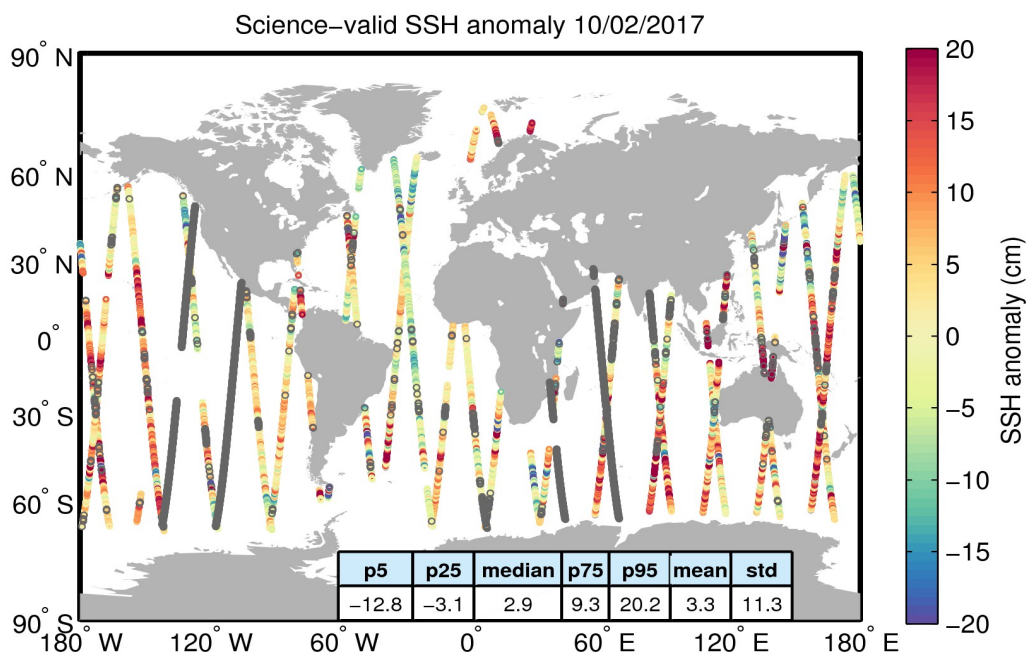 Science−valid SSH anomaly 10/02/2017
90° N
60° N
30° N
0°
30° S
60° S
90° S
180° W
120° W
60° W
0°
60° E
120° E
180° E
p5 p25 median p75 p95 mean std
−12.8 −3.1 2.9 9.3 20.2 3.3 11.3
20
15
10
5
0
−5
−10
−15
−20
SSH anomaly (cm)